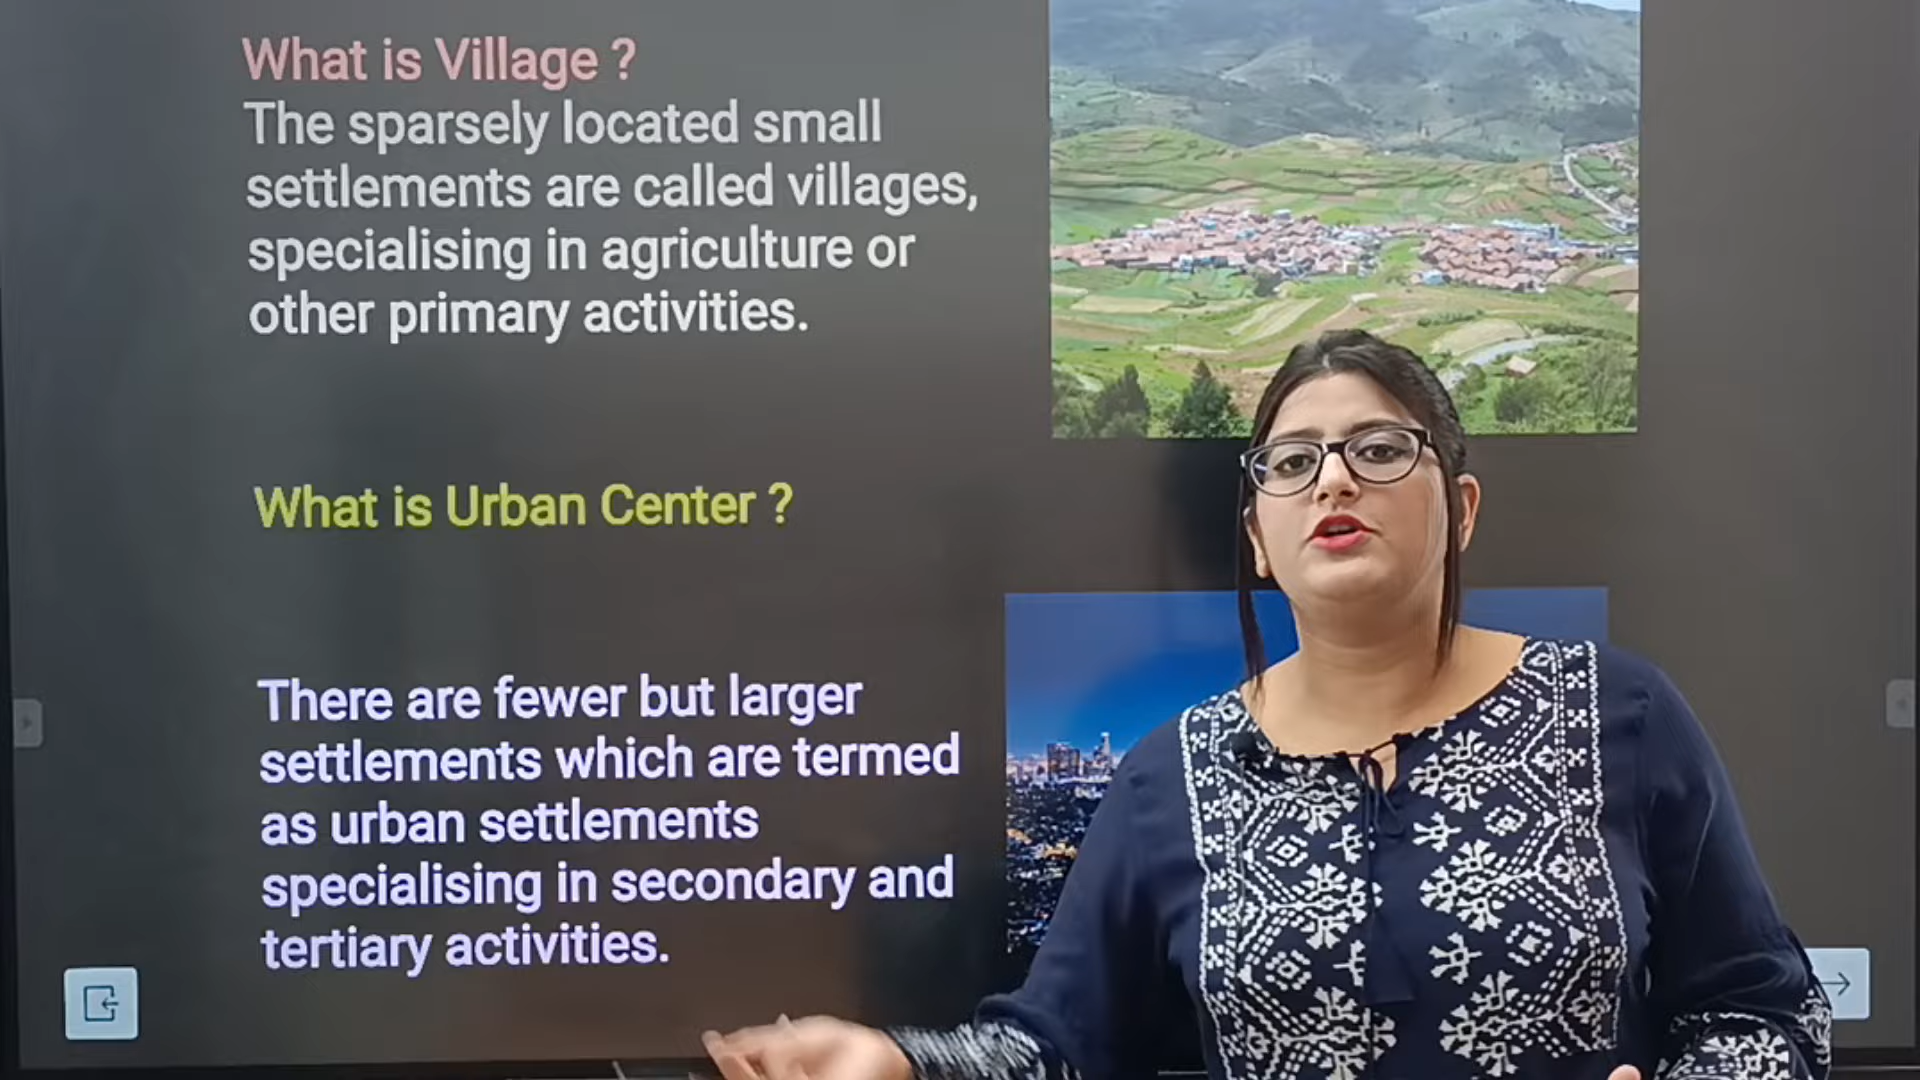 What is Village ?
The sparsely located small
settlements are called villages,
specialising in agriculture or
other primary activities.
What is Urban Center ?
There are fewer but larger
settlements which are termed
as urban settlements
specialising in secondary and
tertiary activities.